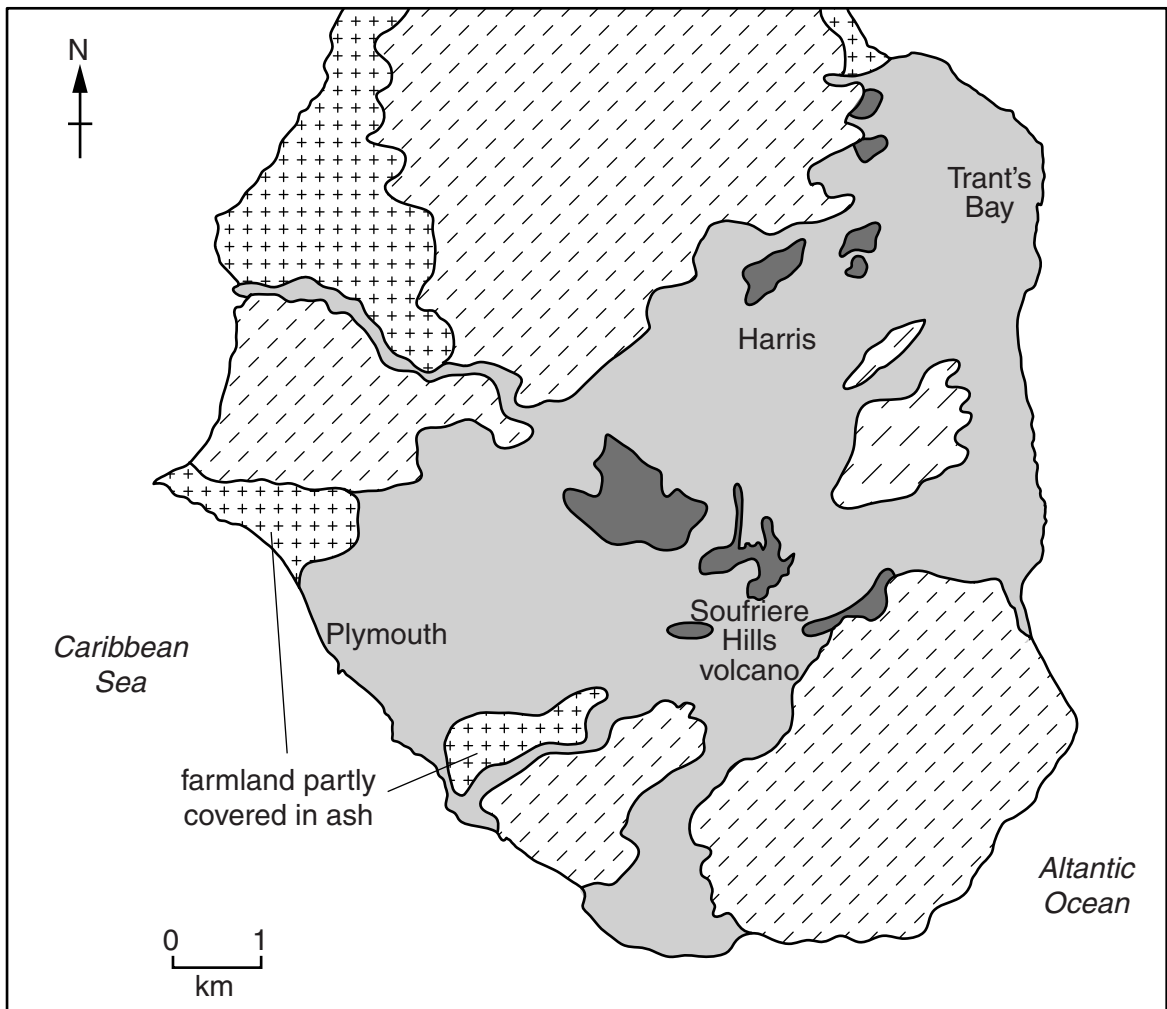 N
Trant's
Bay
Harris
Soufriere
Hills
volcano
Plymouth
Caribbean
Sea
farmland partly
covered in ash
Altantic
Ocean
0 1
km